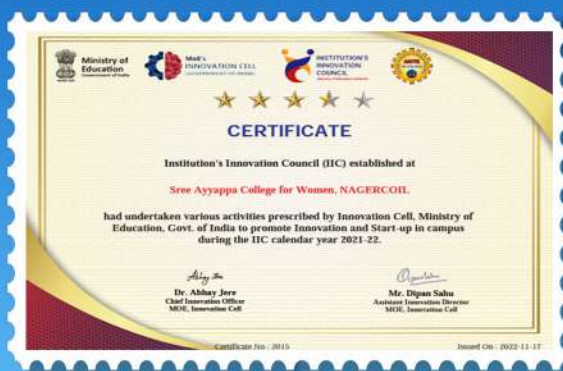 Ministry of
Education
Government of India
MoE's
INNOVATION CELL
(GOVERNMENT OF INDIA)
INSTITUTION'S
INNOVATION
COUNCIL
CERTIFICATE
Institution's Innovation Council (IIC) established at
Sree Ayyappa College for Women, NAGERCOIL
had undertaken various activities prescribed by Innovation Cell, Ministry of
Education, Govt. of India to promote Innovation and Start-up in campus
during the IIC calendar year 2021-22.
Dr. Abhay Jere
Chief Innovation Officer
MOE, Innovation Cell
Mr. Dipan Sahu
Assistant Innovation Director
MOE, Innovation Cell
Certificate No : 2015
Issued On : 2022-11-17